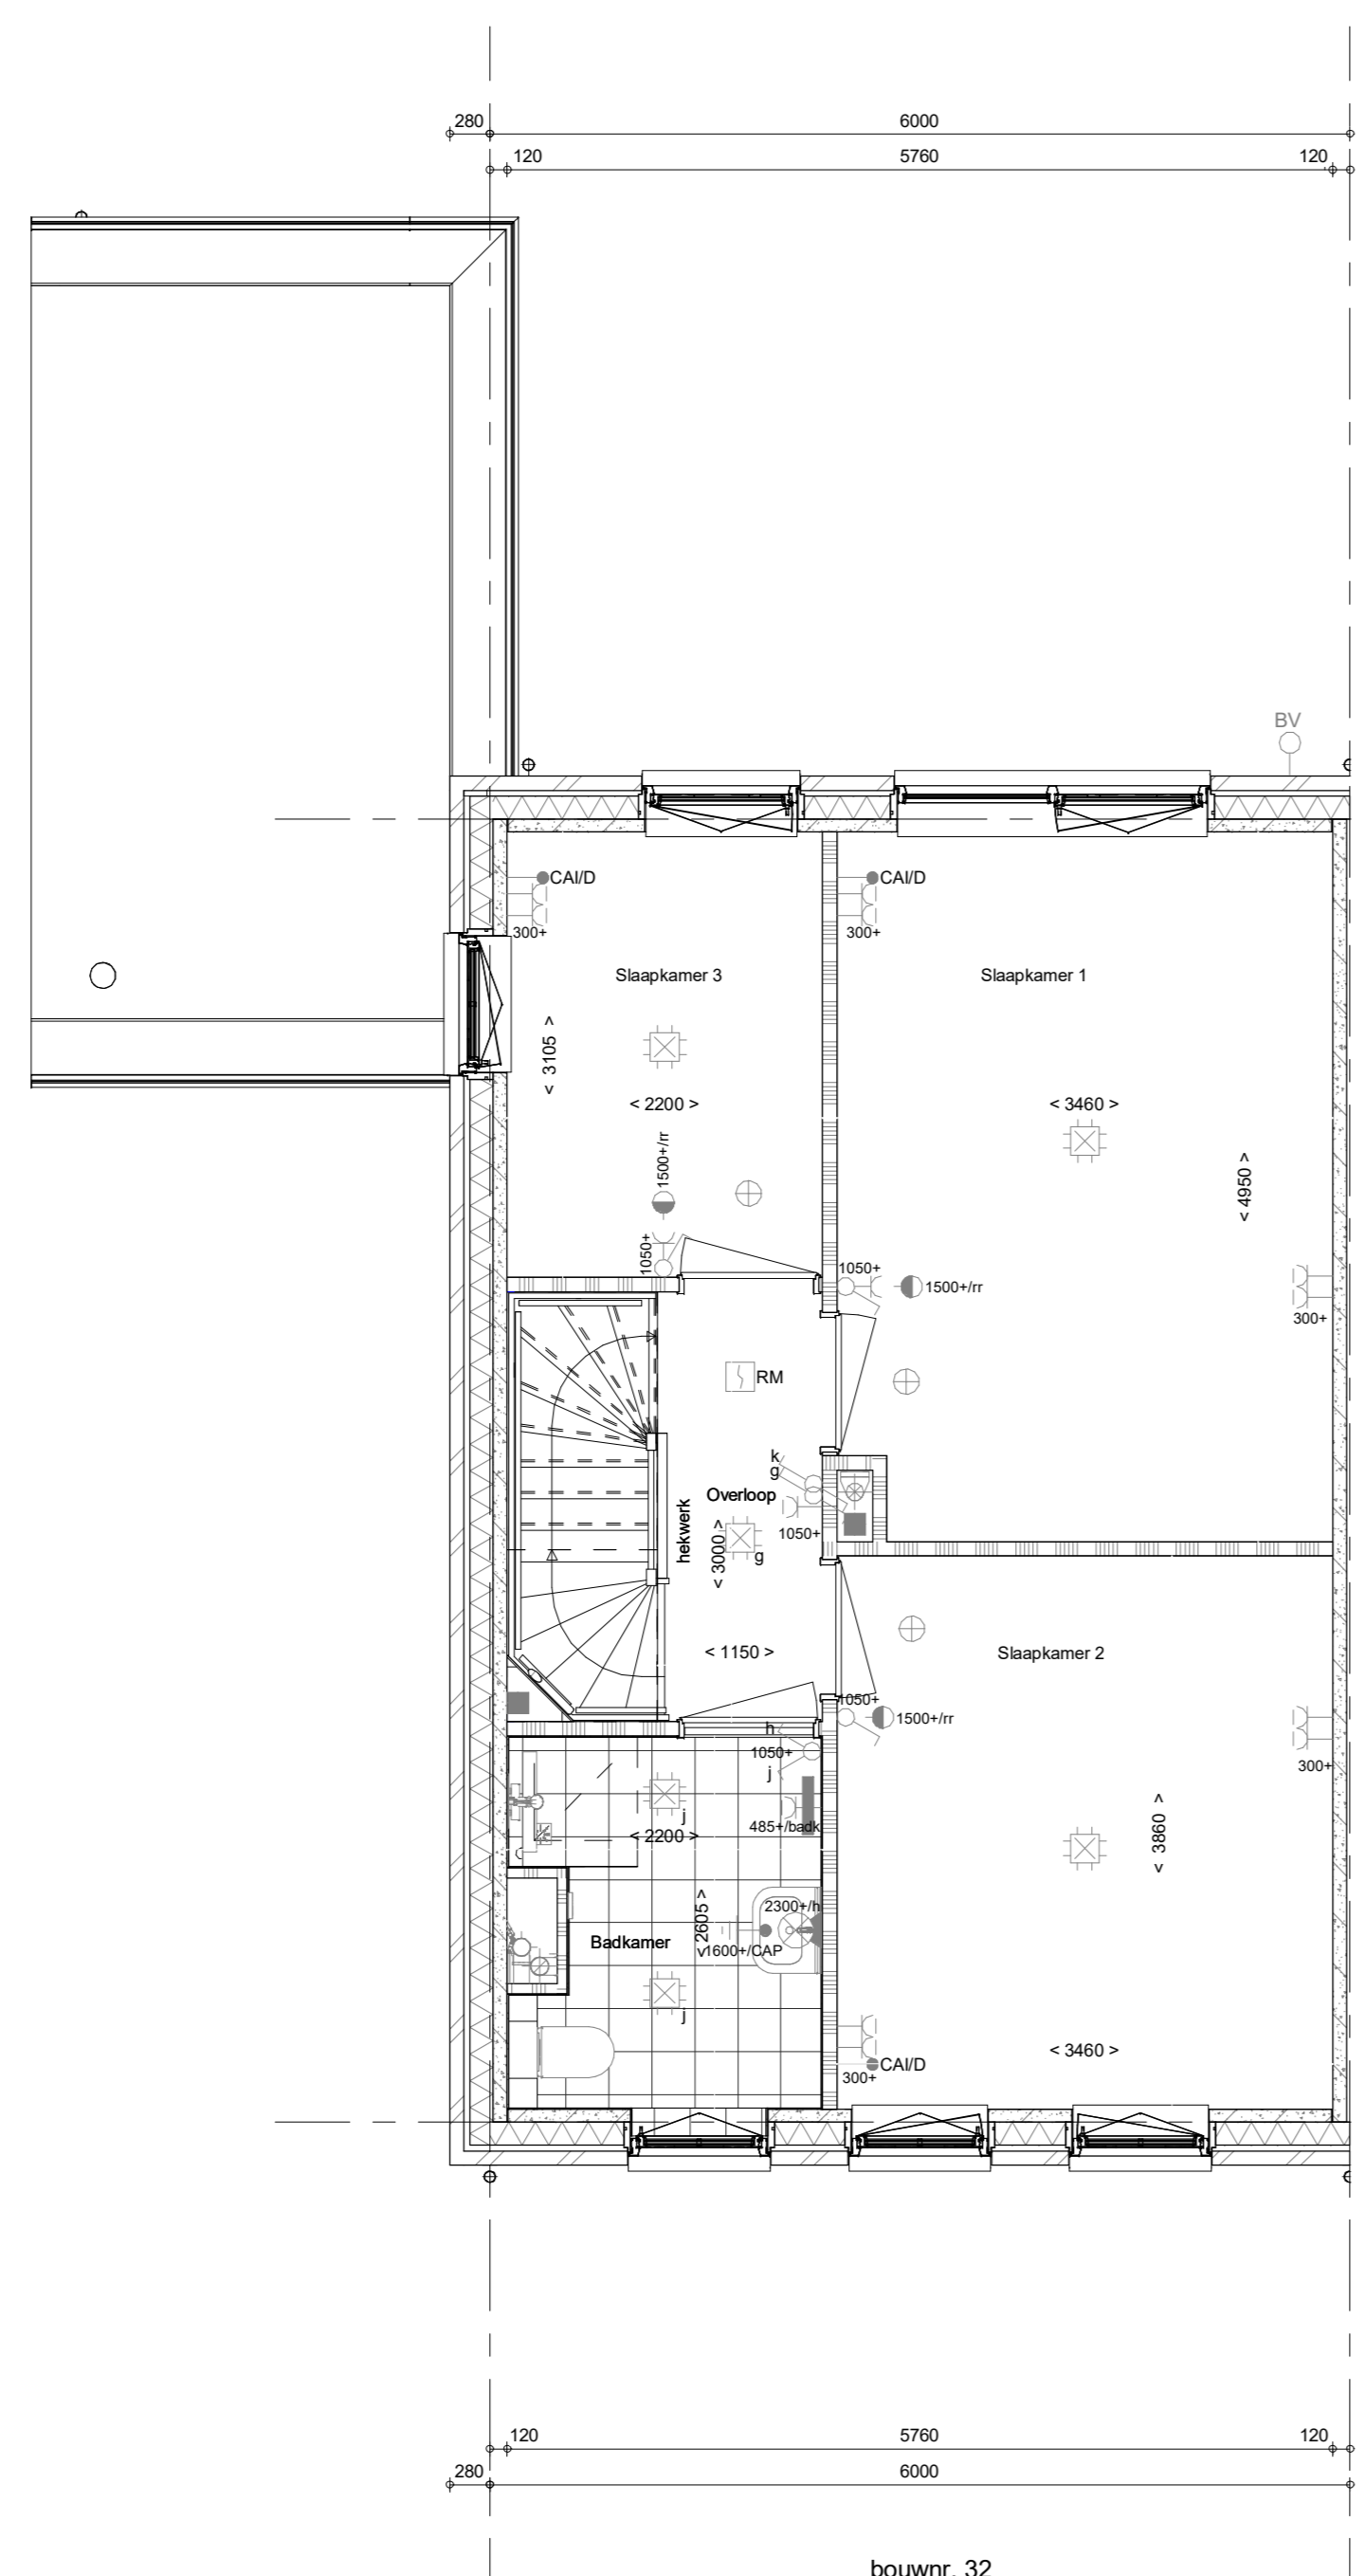 280 6000
120 5760 120
BV
CAI/D CAI/D
300+ 300+
Slaapkamer 3 Slaapkamer 1
< 3105 >
< 2200 > < 3460 >
1500+/rr
< 4950 >
1050+
1050+
1500+/rr
300+
RM
k
g
Overloop
hekwerk
1050+
< 3000 >
g
< 1150 > Slaapkamer 2
1050+
1500+/rr
h
1050+
j
300+
j
485+/badk
< 2200 >
< 3860 >
2300+/h
< 2605 >
Badkamer
1600+/CAP
j
< 3460 >
CAI/D
300+
120 5760 120
280 6000
bouwnr. 32